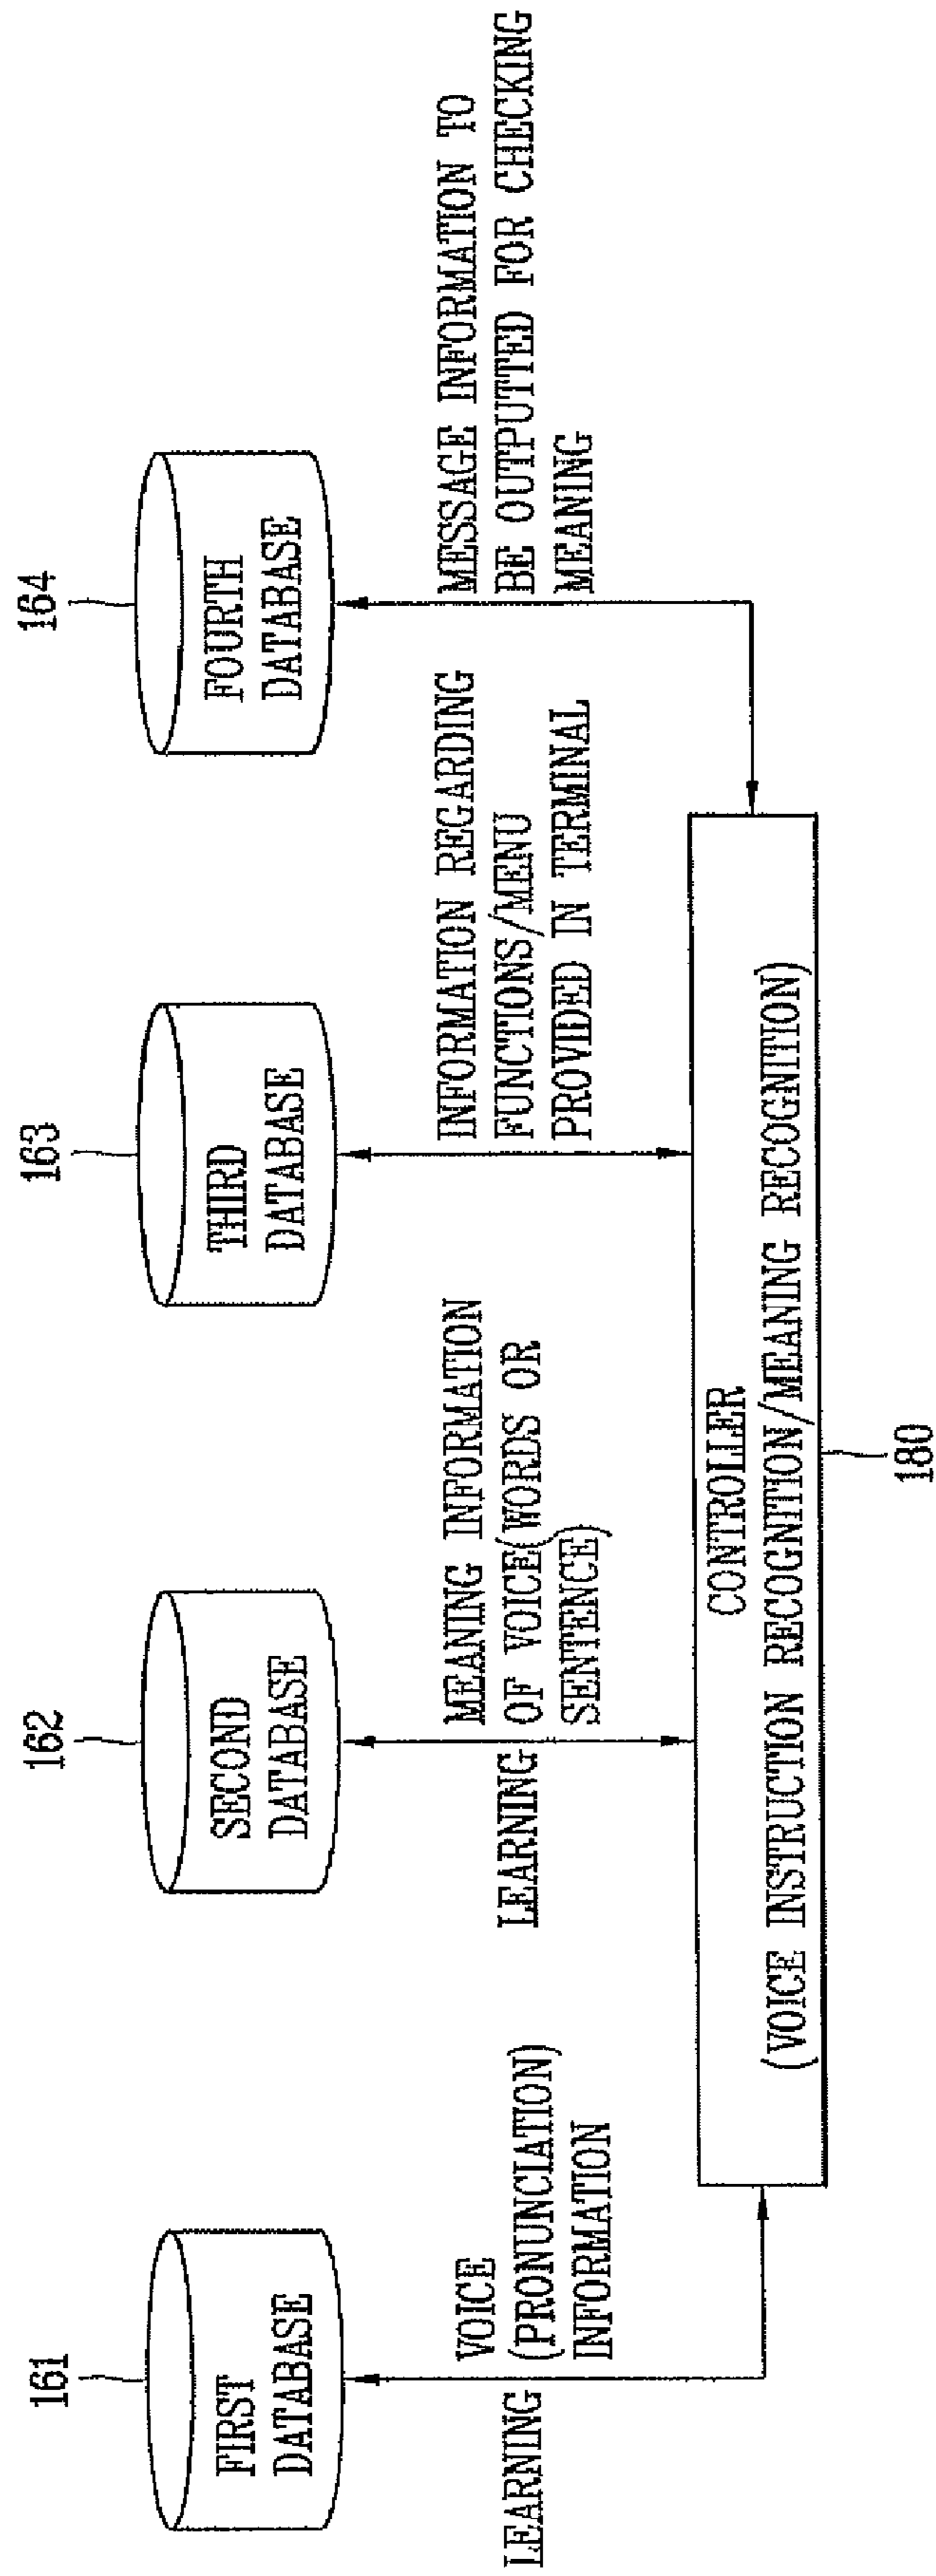 161
FIRST
DATABASE
162
SECOND
DATABASE
163
THIRD
DATABASE
164
FOURTH
DATABASE
LEARNING
VOICE
(PRONUNCIATION)
INFORMATION
LEARNING
MEANING INFORMATION
OF VOICE(WORDS OR
SENTENCE)
INFORMATION REGARDING
FUNCTIONS/MENU
PROVIDED IN TERMINAL
MESSAGE INFORMATION TO
BE OUTPUTTED FOR CHECKING
MEANING
CONTROLLER
(VOICE INSTRUCTION RECOGNITION/MEANING RECOGNITION)
180